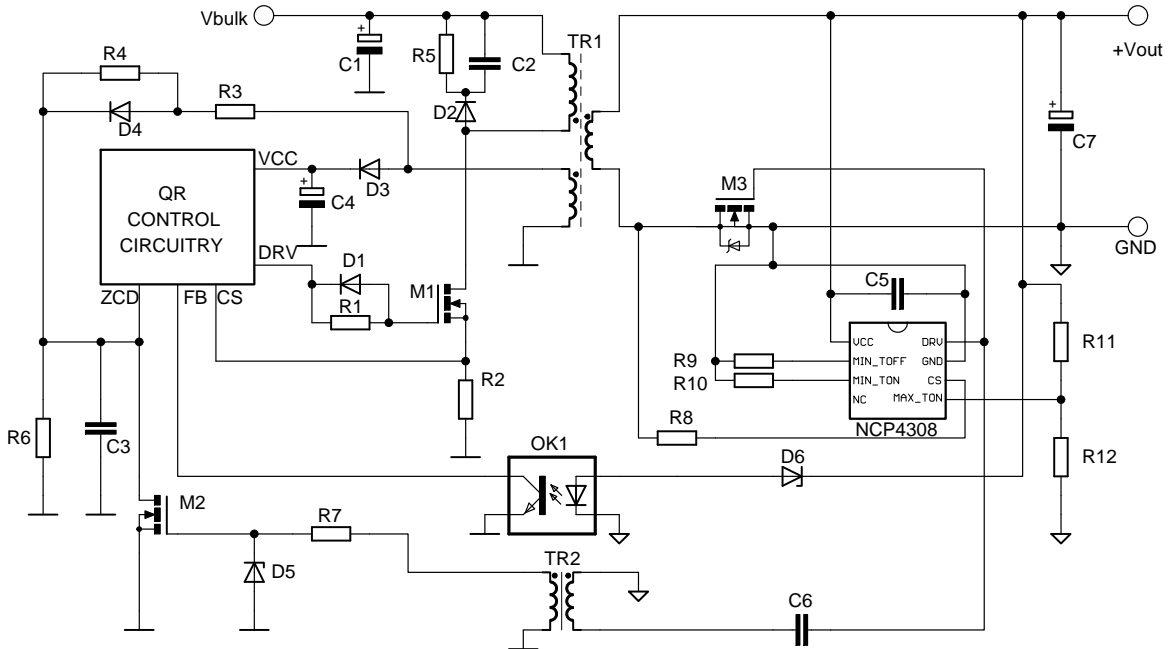 Vbulk
C1
R5
C2
TR1
+Vout
R4
R3
D4
D2
C7
VCC
D3
C4
QR
CONTROL
CIRCUITRY
M3
GND
DRV
D1
R1
M1
C5
ZCD
FB
CS
R2
R9
R10
VCC
MIN_TOFF
MIN_TON
NC
DRV
GND
CS
MAX_TON
NCP4308
R11
R8
R6
C3
OK1
D6
R12
M2
R7
D5
TR2
C6
+
+
+